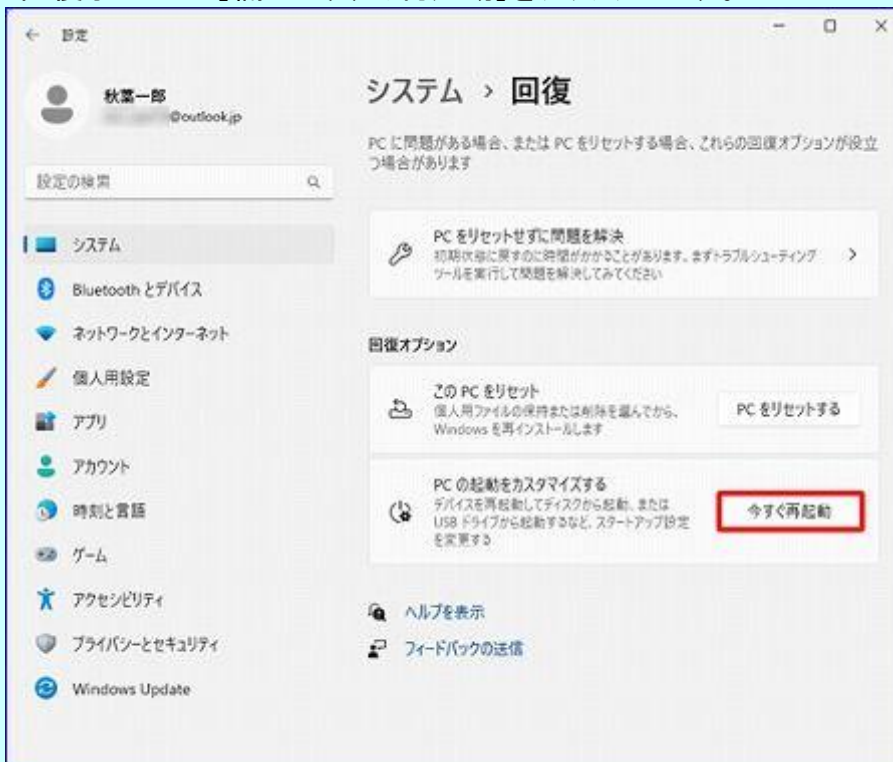 設定
秋葉一郎
@outlook.jp
設定の検索
システム
Bluetooth とデバイス
ネットワークとインターネット
個人用設定
アプリ
アカウント
時刻と言語
ゲーム
アクセシビリティ
プライバシーとセキュリティ
Windows Update
システム › 回復
PC に問題がある場合、または PC をリセットする場合、これらの回復オプションが役立
つ場合があります
PC をリセットせずに問題を解決
初期状態に戻すのに時間がかかることがあります。まずトラブルシューティング
ツールを実行して問題を解決してみてください
回復オプション
この PC をリセット
個人用ファイルの保持または削除を選んでから、
Windows を再インストールします
PC をリセットする
PC の起動をカスタマイズする
デバイスを再起動してディスクから起動、または
USB ドライブから起動するなど、スタートアップ設定
を変更する
今すぐ再起動
ヘルプを表示
フィードバックの送信